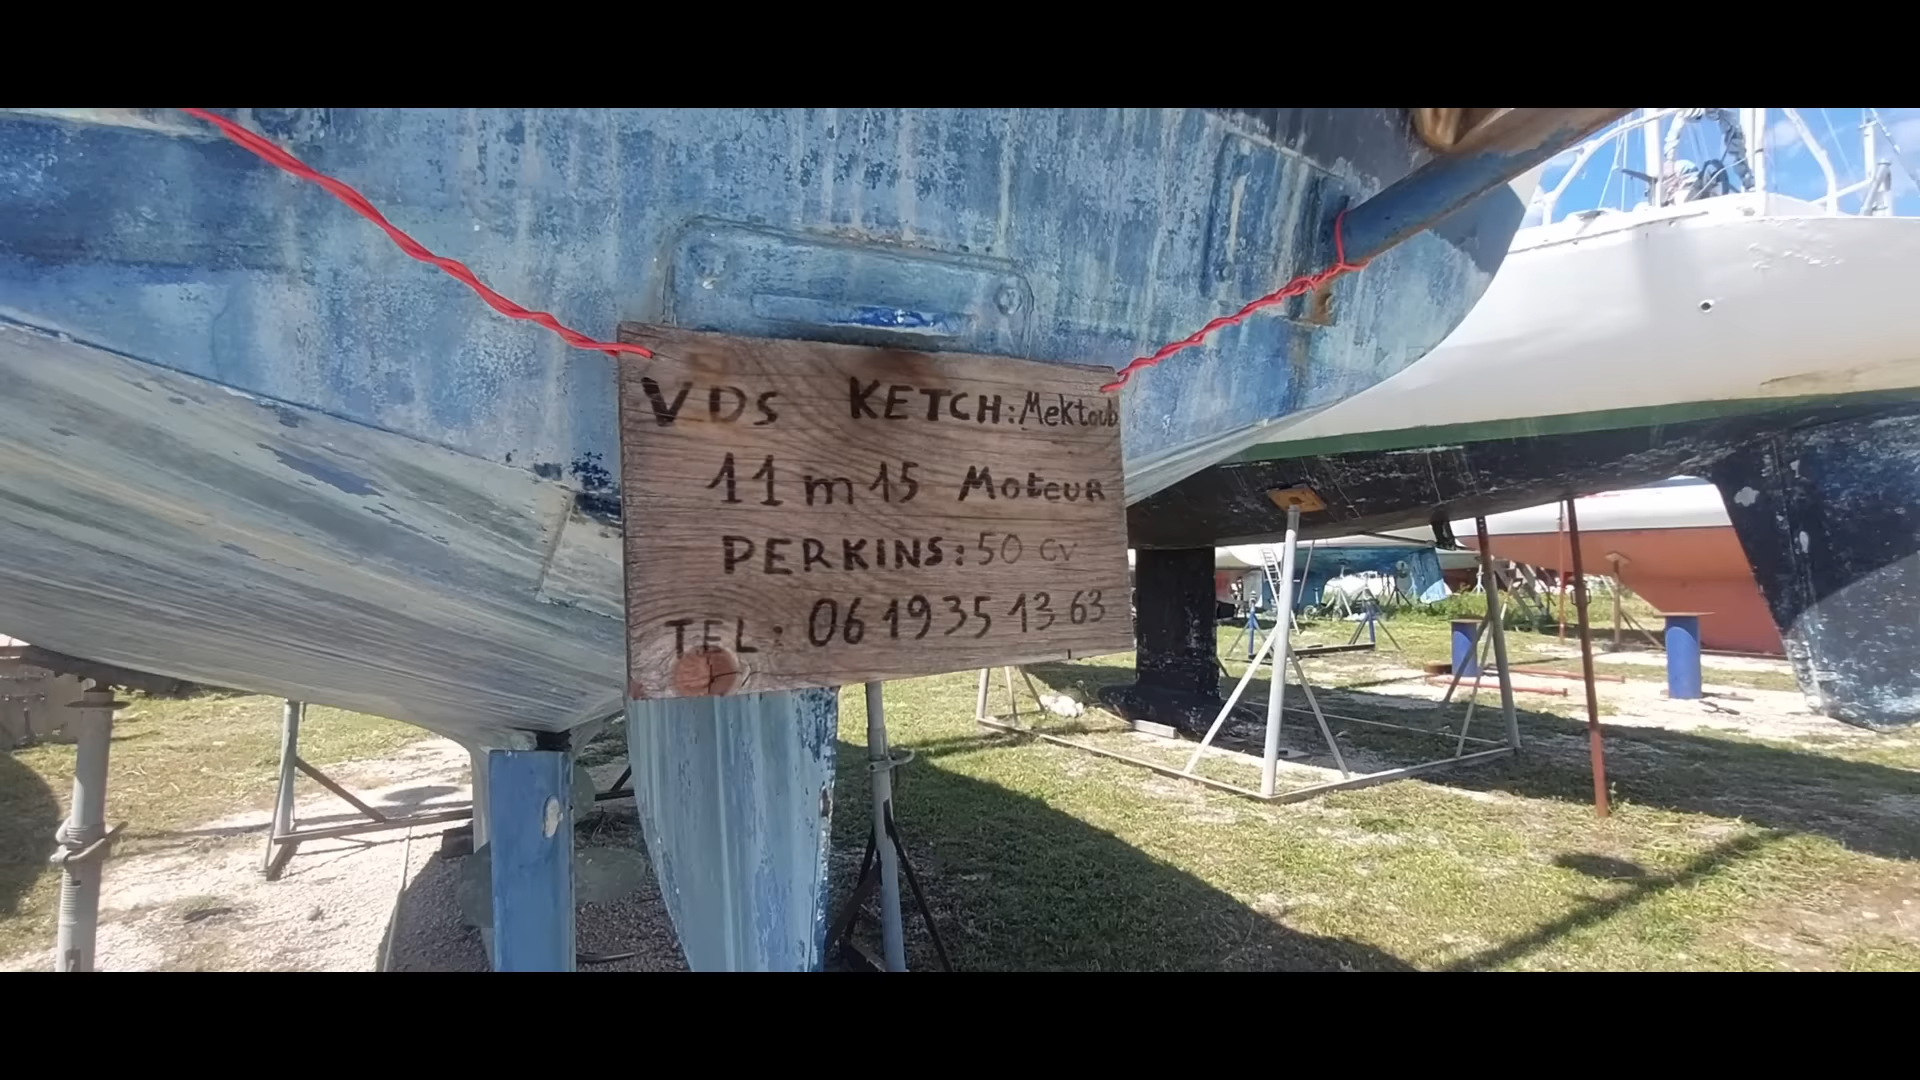 VDS KETCH: Mektoub
11 m 15 Moteur
PERKINS: 50 cv
TEL: 06 19 35 13 63